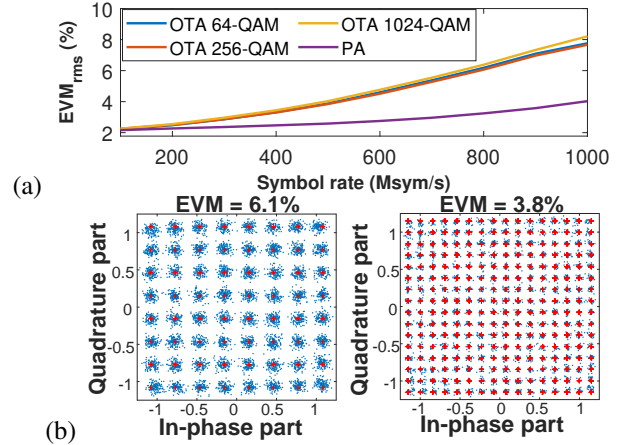 EVMrms (%)
10
8
6
4
2
OTA 64-QAM
OTA 1024-QAM
OTA 256-QAM
PA
200
400
600
800
1000
Symbol rate (Msym/s)
(a)
EVM = 6.1%
Quadrature part
1
0.5
0
-0.5
-1
-1
-0.5
0
0.5
1
In-phase part
EVM = 3.8%
Quadrature part
1
0.5
0
-0.5
-1
-1
-0.5
0
0.5
1
In-phase part
(b)